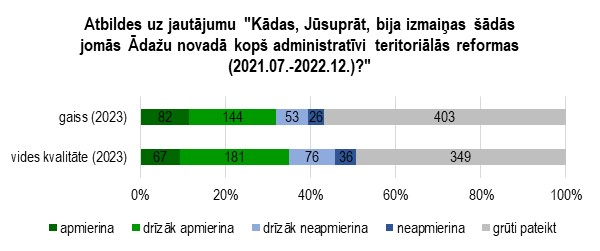 Atbildes uz jautājumu "Kādas, Jūsuprāt, bija izmaiņas šādās
jomās Ādažu novadā kopš administratīvi teritoriālās reformas
(2021.07.-2022.12.)?"
gaiss (2023) 82 144 53 26 403
vides kvalitāte (2023) 67 181 76 36 349
0% 20% 40% 60% 80% 100%
apmierina drīzāk apmierina drīzāk neapmierina neapmierina grūti pateikt